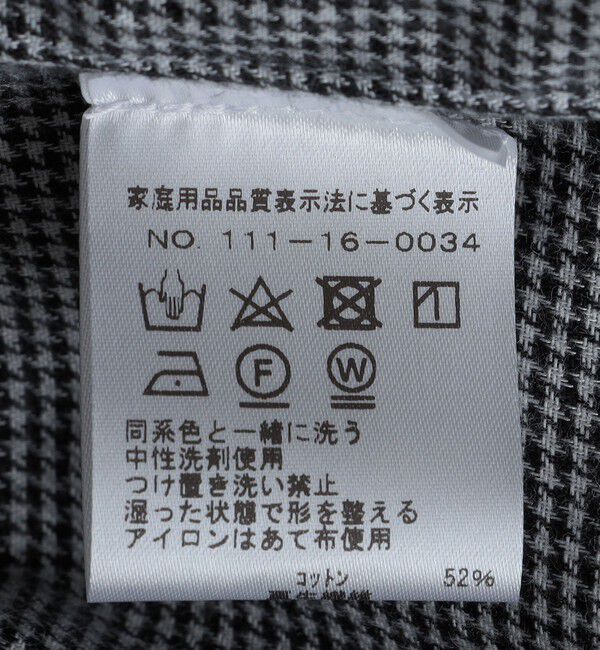 家庭用品品質表示法に基づく表示
NO. 111-16-0034
F W
同系色と一緒に洗う
中性洗剤使用
つけ置き洗い禁止
湿った状態で形を整える
アイロンはあて布使用
コットン 52%